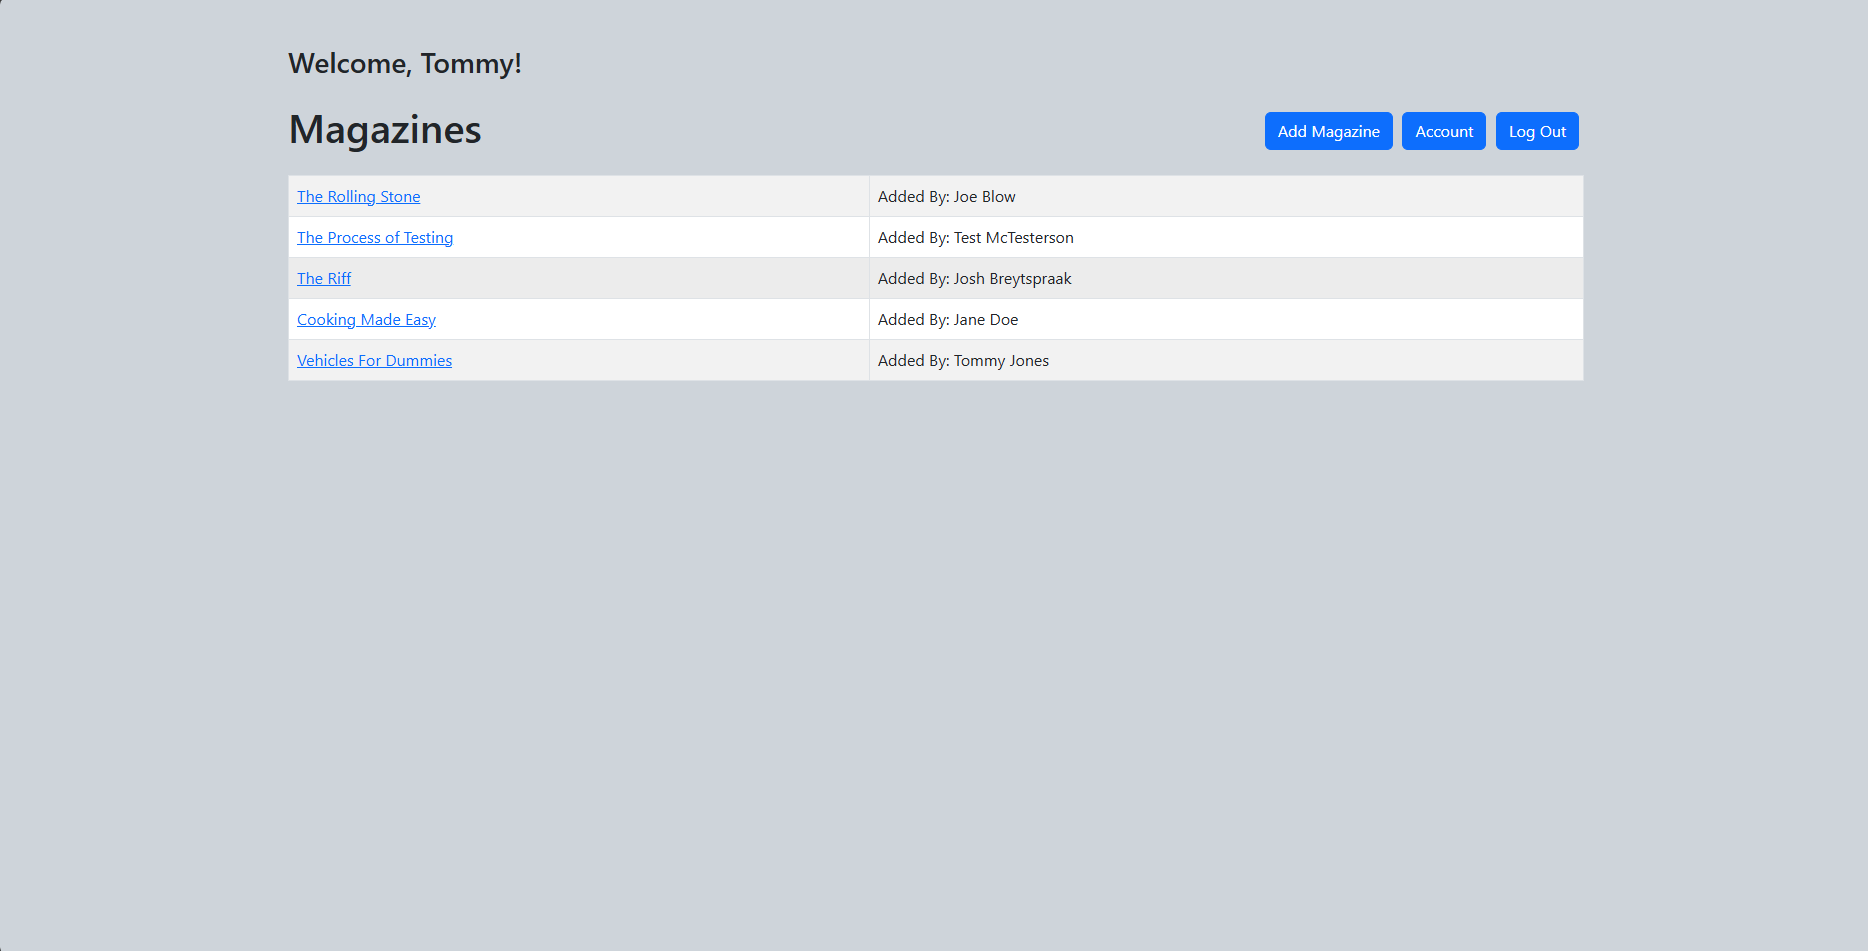 Welcome, Tommy!
Magazines
Add Magazine Account Log Out
The Rolling Stone Added By: Joe Blow
The Process of Testing Added By: Test McTesterson
The Riff Added By: Josh Breytspraak
Cooking Made Easy Added By: Jane Doe
Vehicles For Dummies Added By: Tommy Jones